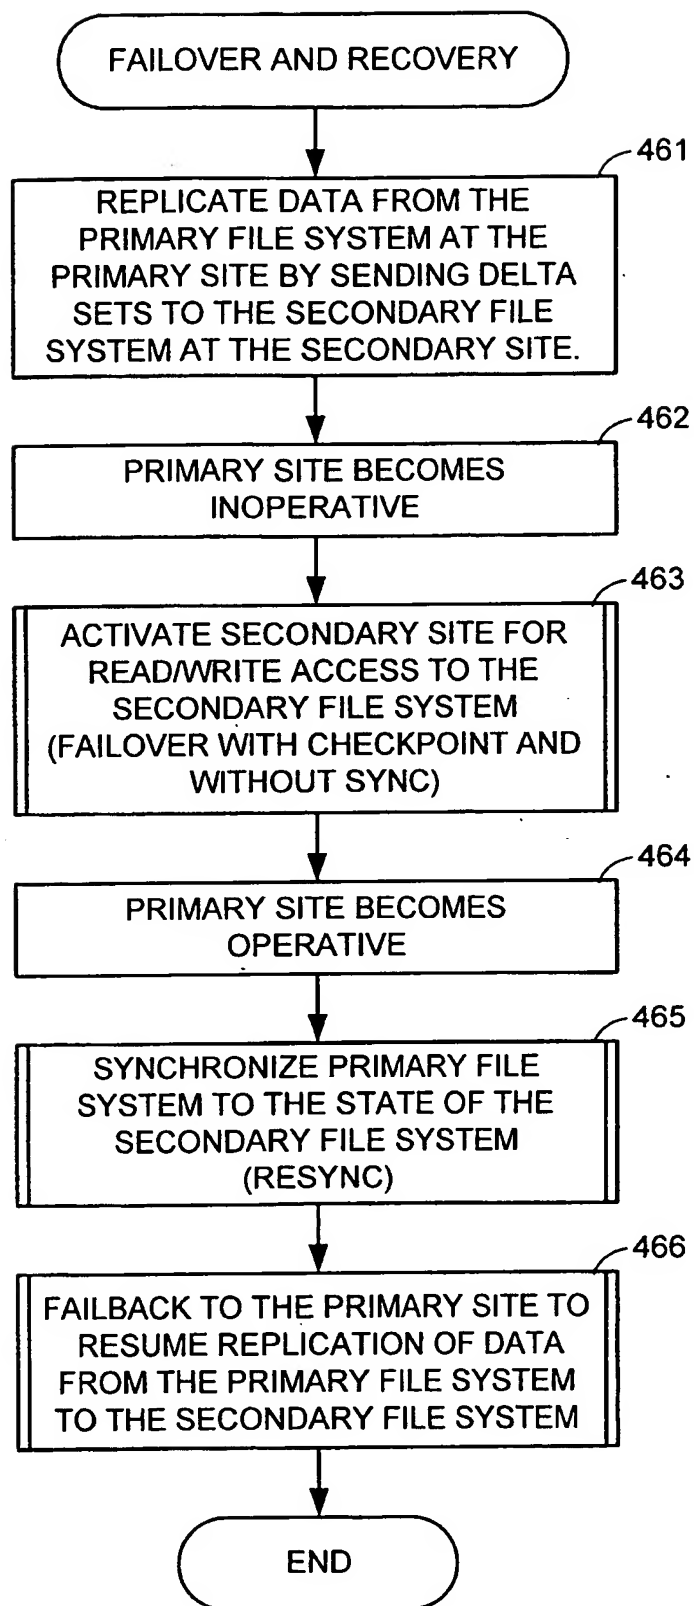 FAILOVER AND RECOVERY
461
REPLICATE DATA FROM THE
PRIMARY FILE SYSTEM AT THE
PRIMARY SITE BY SENDING DELTA
SETS TO THE SECONDARY FILE
SYSTEM AT THE SECONDARY SITE.
462
PRIMARY SITE BECOMES
INOPERATIVE
463
ACTIVATE SECONDARY SITE FOR
READ/WRITE ACCESS TO THE
SECONDARY FILE SYSTEM
(FAILOVER WITH CHECKPOINT AND
WITHOUT SYNC)
464
PRIMARY SITE BECOMES
OPERATIVE
465
SYNCHRONIZE PRIMARY FILE
SYSTEM TO THE STATE OF THE
SECONDARY FILE SYSTEM
(RESYNC)
466
FAILBACK TO THE PRIMARY SITE TO
RESUME REPLICATION OF DATA
FROM THE PRIMARY FILE SYSTEM
TO THE SECONDARY FILE SYSTEM
END